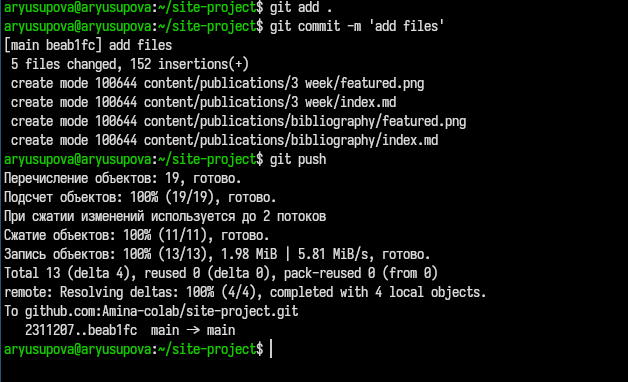 aryusupova@aryusupova:~/site-project$ git add .
aryusupova@aryusupova:~/site-project$ git commit -m 'add files'
[main beab1fc] add files
 5 files changed, 152 insertions(+)
 create mode 100644 content/publications/3 week/featured.png
 create mode 100644 content/publications/3 week/index.md
 create mode 100644 content/publications/bibliography/featured.png
 create mode 100644 content/publications/bibliography/index.md
aryusupova@aryusupova:~/site-project$ git push
Перечисление объектов: 19, готово.
Подсчет объектов: 100% (19/19), готово.
При сжатии изменений используется до 2 потоков
Сжатие объектов: 100% (11/11), готово.
Запись объектов: 100% (13/13), 1.98 MiB | 5.81 MiB/s, готово.
Total 13 (delta 4), reused 0 (delta 0), pack-reused 0 (from 0)
remote: Resolving deltas: 100% (4/4), completed with 4 local objects.
To github.com:Amina-colab/site-project.git
   2311207..beab1fc  main -> main
aryusupova@aryusupova:~/site-project$